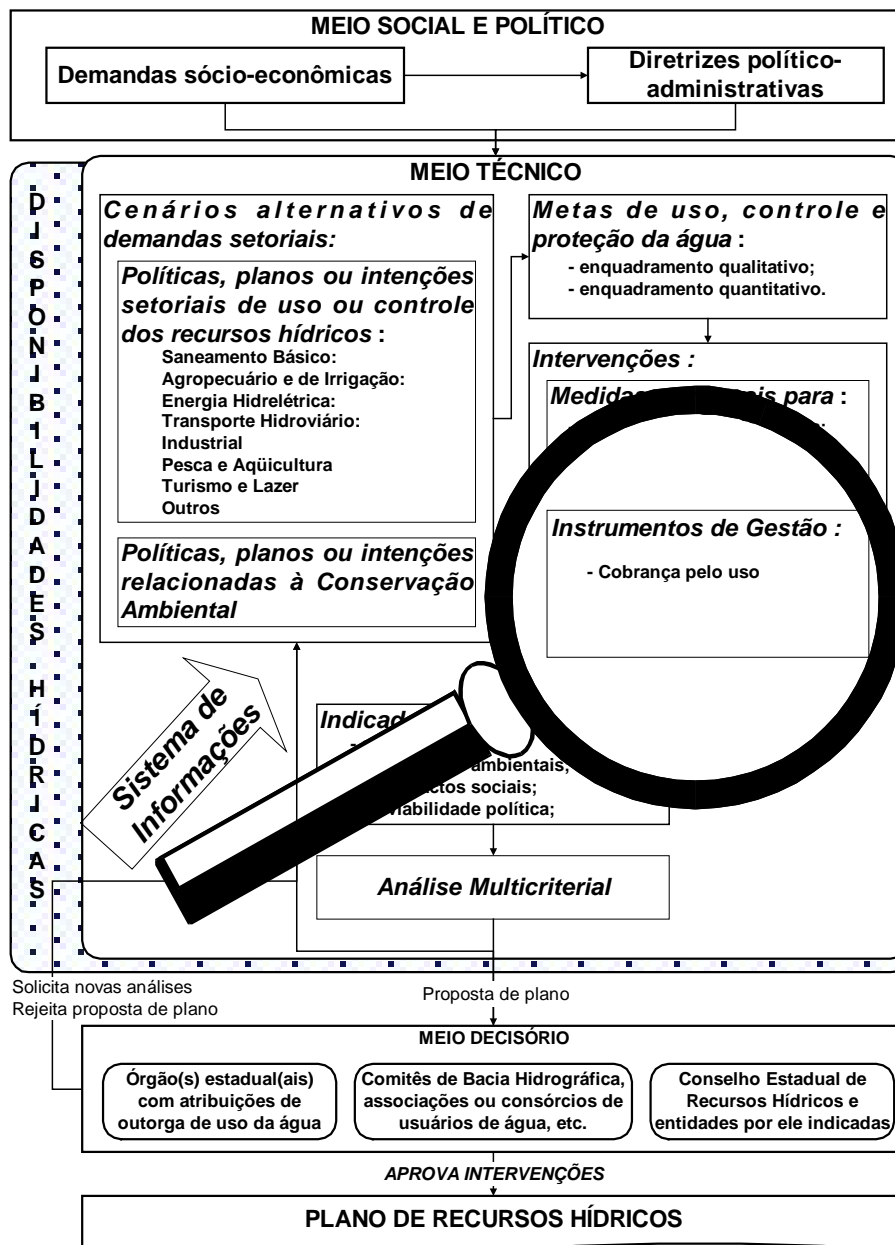 MEIO SOCIAL E POLÍTICO
Demandas sócio-econômicas
Diretrizes político-
administrativas
DISPONIBILIDADES HÍDRICAS
MEIO TÉCNICO
Cenários alternativos de
demandas setoriais:
Políticas, planos ou intenções
setoriais de uso ou controle
dos recursos hídricos :
Saneamento Básico:
Agropecuário e de Irrigação:
Energia Hidrelétrica:
Transporte Hidroviário:
Industrial
Pesca e Aqüicultura
Turismo e Lazer
Outros
Políticas, planos ou intenções
relacionadas à Conservação
Ambiental
Metas de uso, controle e
proteção da água :
- enquadramento qualitativo;
- enquadramento quantitativo.
Intervenções :
para :
Instrumentos de Gestão :
- Cobrança pelo uso
Sistema de
Informações
ambientais;
sociais;
viabilidade política;
Análise Multicriterial
Solicita novas análises
Rejeita proposta de plano
Proposta de plano
MEIO DECISÓRIO
Órgão(s) estadual(ais)
com atribuições de
outorga de uso da água
Comitês de Bacia Hidrográfica,
associações ou consórcios de
usuários de água, etc.
Conselho Estadual de
Recursos Hídricos e
entidades por ele indicadas
APROVA INTERVENÇÕES
PLANO DE RECURSOS HÍDRICOS